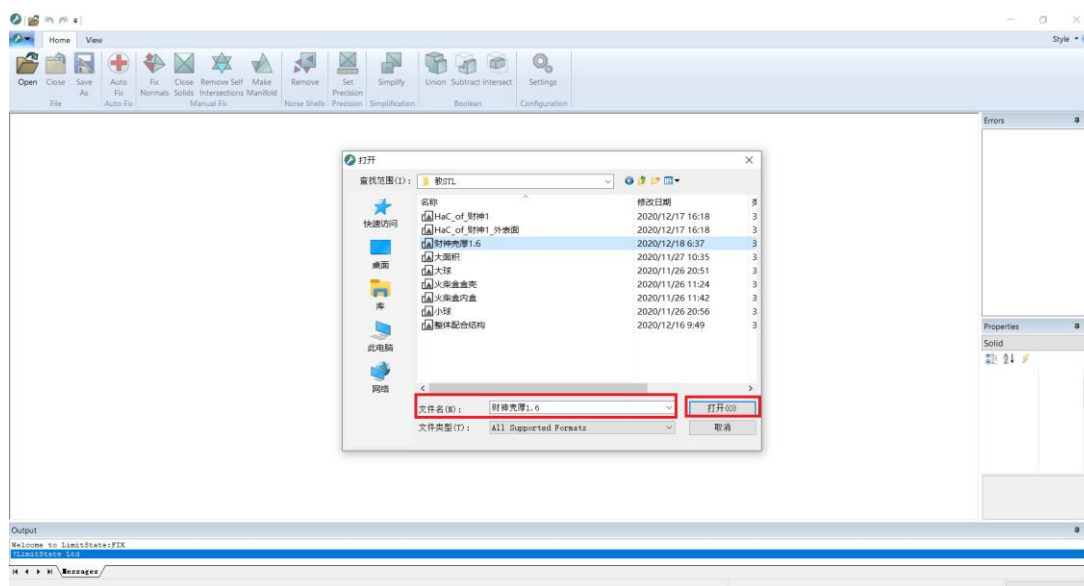 Home View Style
Open Close Save As Auto Fix Fix Normals Close Solids Remove Self Intersections Make Manifold Remove Set Precision Simplify Union Subtract Intersect Settings
File Auto Fix Manual Fix Noise Shells Precision Simplification Boolean Configuration
Errors
打开
查找范围(I): 教STL
名称 修改日期
快速访问
桌面
库
此电脑
网络
HaC_of_财神1 2020/12/17 16:18 3
HaC_of_财神1_外表面 2020/12/17 16:18 3
财神壳厚1.6 2020/12/18 6:37 3
大面积 2020/11/27 10:35 3
大球 2020/11/26 20:51 3
火柴盒盒壳 2020/11/26 11:24 3
火柴盒内盒 2020/11/26 11:42 3
小球 2020/11/26 20:56 3
整体配合结构 2020/12/16 9:49 3
文件名(N): 财神壳厚1.6 打开(O)
文件类型(T): All Supported Formats 取消
Properties
Solid
Output
Welcome to LimitState:FIX
?LimitState Ltd
Messages